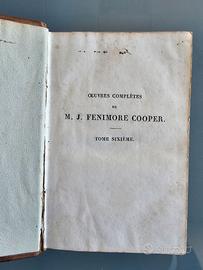 ŒUVRES COMPLÈTES
DE
M. J. FENIMORE COOPER.
TOME SIXIÈME.